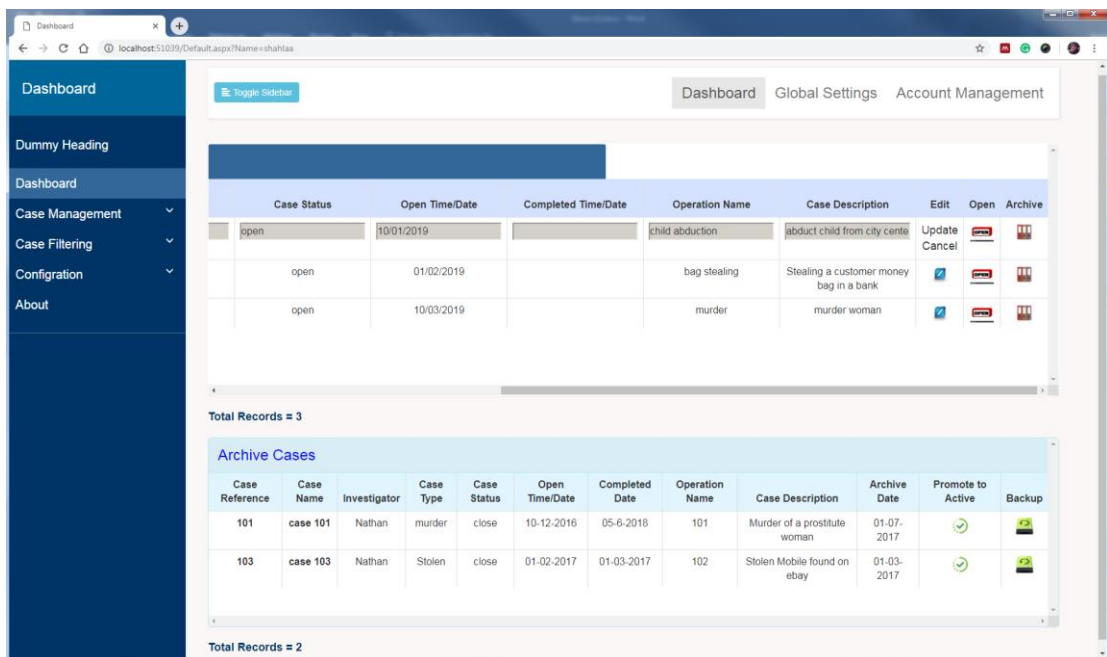 Dashboard
localhost:51039/Default.aspx?Name=shahlaa
Dashboard
Toggle Sidebar
Dashboard Global Settings Account Management
Dummy Heading
Dashboard
Case Management
Case Filtering
Configration
About
Case Status Open Time/Date Completed Time/Date Operation Name Case Description Edit Open Archive
open 10/01/2019 child abduction abduct child from city cente Update OPEN
Cancel
open 01/02/2019 bag stealing Stealing a customer money OPEN
bag in a bank
open 10/03/2019 murder murder woman OPEN
Total Records = 3
Archive Cases
Case Case Case Case Open Completed Operation Archive Promote to
Reference Name Investigator Type Status Time/Date Date Name Case Description Date Active Backup
101 case 101 Nathan murder close 10-12-2016 05-6-2018 101 Murder of a prostitute 01-07-
woman 2017
103 case 103 Nathan Stolen close 01-02-2017 01-03-2017 102 Stolen Mobile found on 01-03-
ebay 2017
Total Records = 2